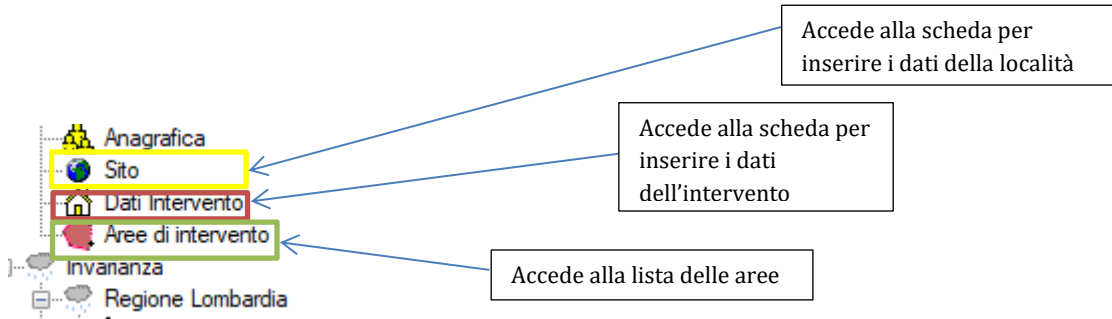 Accede alla scheda per
inserire i dati della località
Accede alla scheda per
inserire i dati
dell’intervento
Accede alla lista delle aree
Anagrafica
Sito
Dati Intervento
Aree di intervento
Invarianza
Regione Lombardia